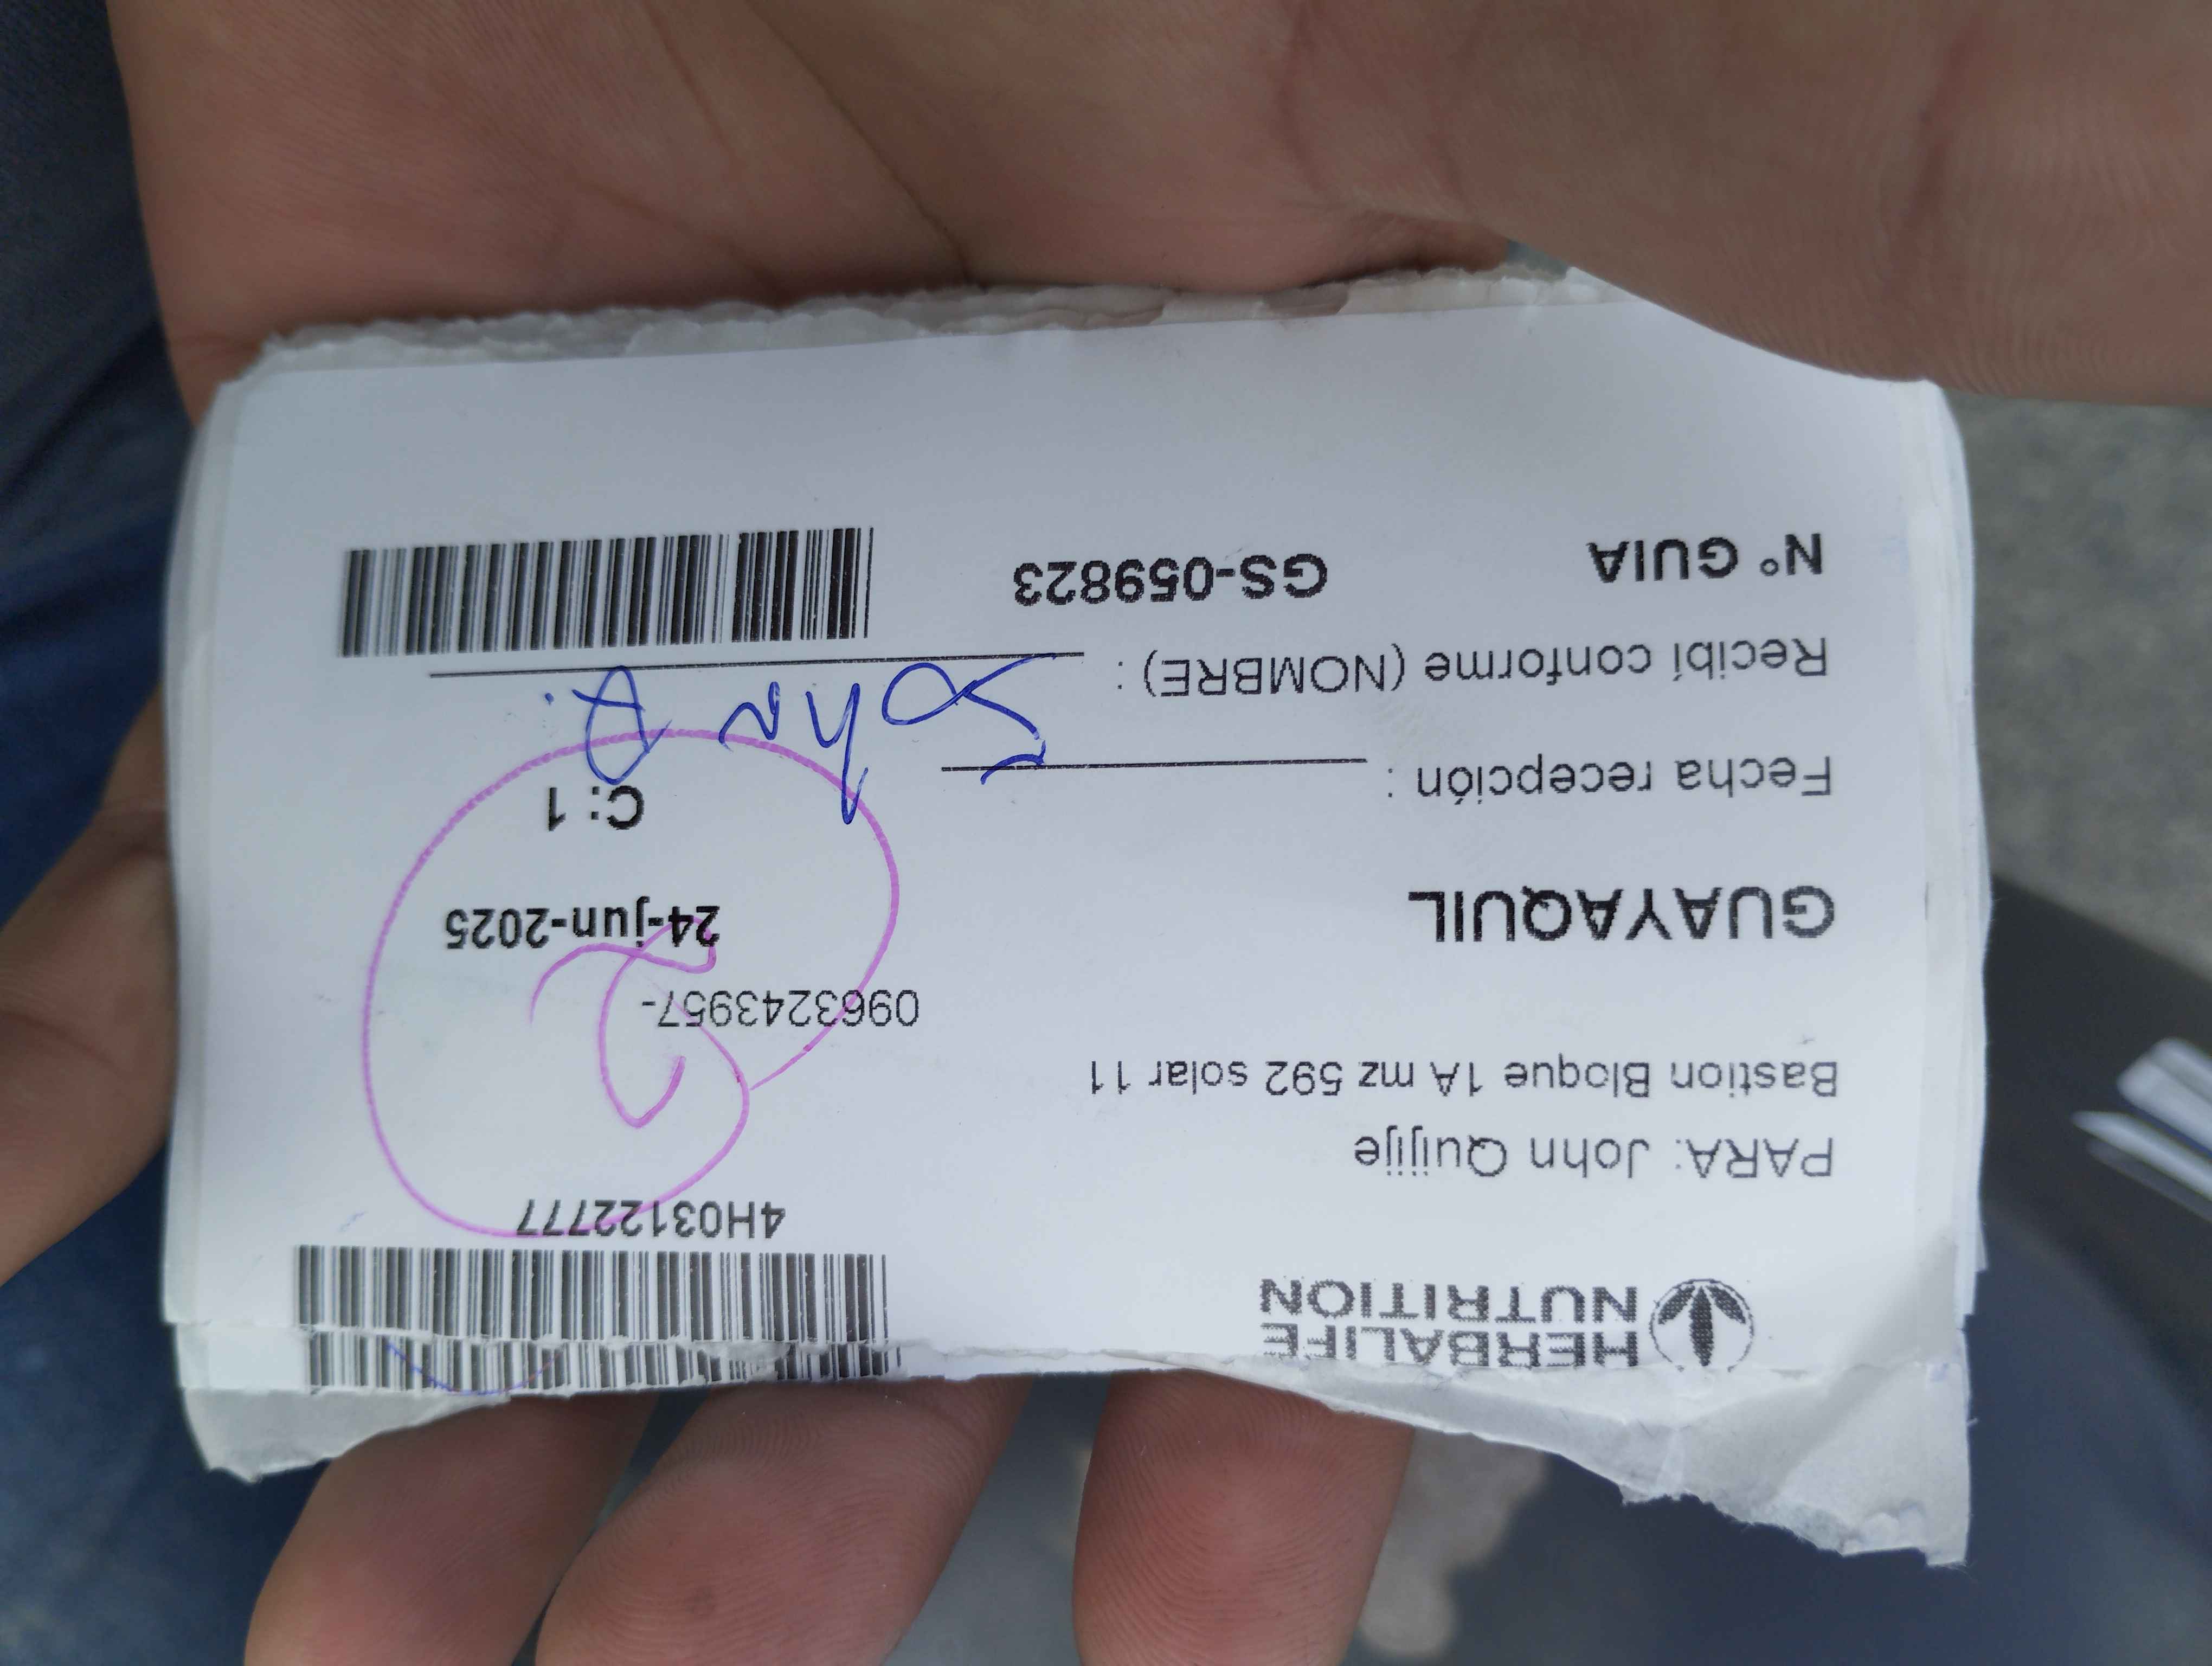 HERBALIFE
NUTRITION
4H03122777
PARA: John Quijije
Bastion Bloque 1A mz 592 solar 11
0963243957-
GUAYAQUIL
24-jun-2025
C: 1
Fecha recepción :
Recibí conforme (NOMBRE) : John Q.
N° GUIA GS-059823